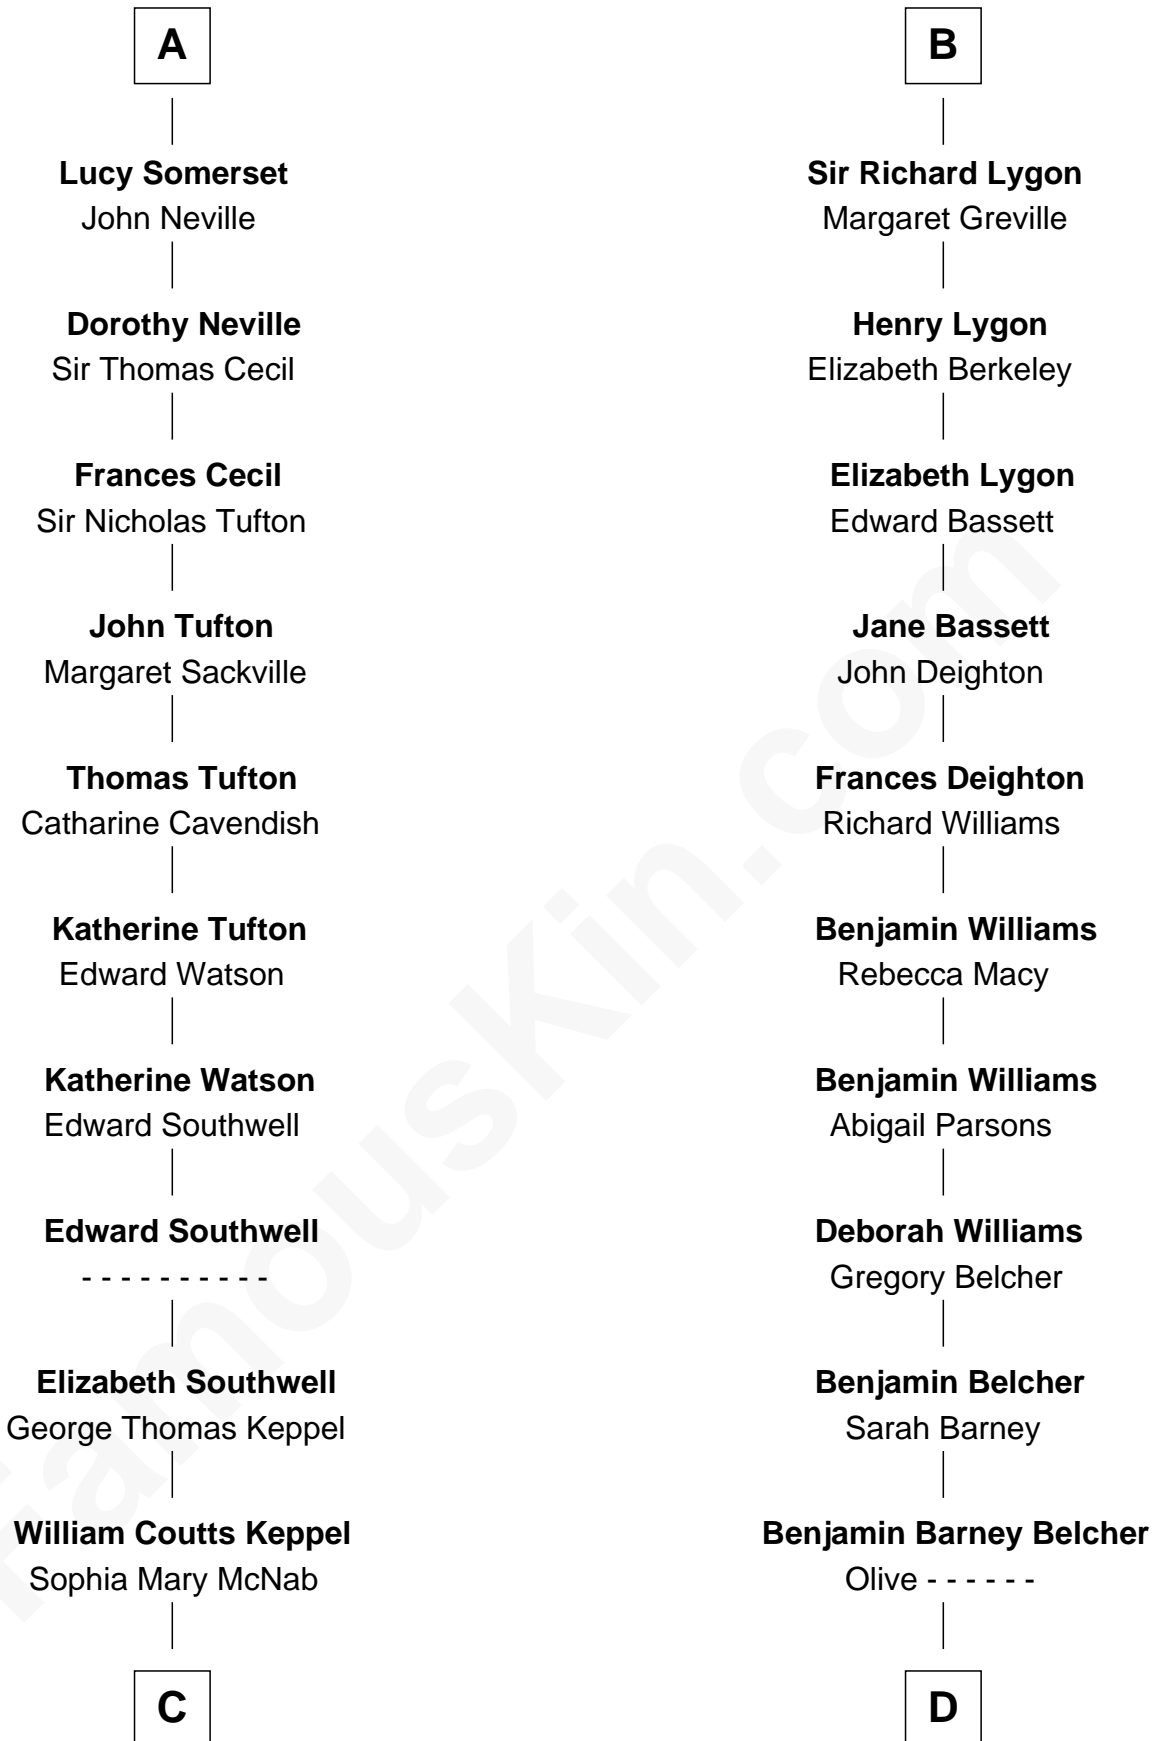 A
Lucy Somerset
John Neville
Dorothy Neville
Sir Thomas Cecil
Frances Cecil
Sir Nicholas Tufton
John Tufton
Margaret Sackville
Thomas Tufton
Catharine Cavendish
Katherine Tufton
Edward Watson
Katherine Watson
Edward Southwell
Edward Southwell
- - - - - - - - - -
Elizabeth Southwell
George Thomas Keppel
William Coutts Keppel
Sophia Mary McNab
C
B
Sir Richard Lygon
Margaret Greville
Henry Lygon
Elizabeth Berkeley
Elizabeth Lygon
Edward Bassett
Jane Bassett
John Deighton
Frances Deighton
Richard Williams
Benjamin Williams
Rebecca Macy
Benjamin Williams
Abigail Parsons
Deborah Williams
Gregory Belcher
Benjamin Belcher
Sarah Barney
Benjamin Barney Belcher
Olive - - - - - -
D
FamousKin.com